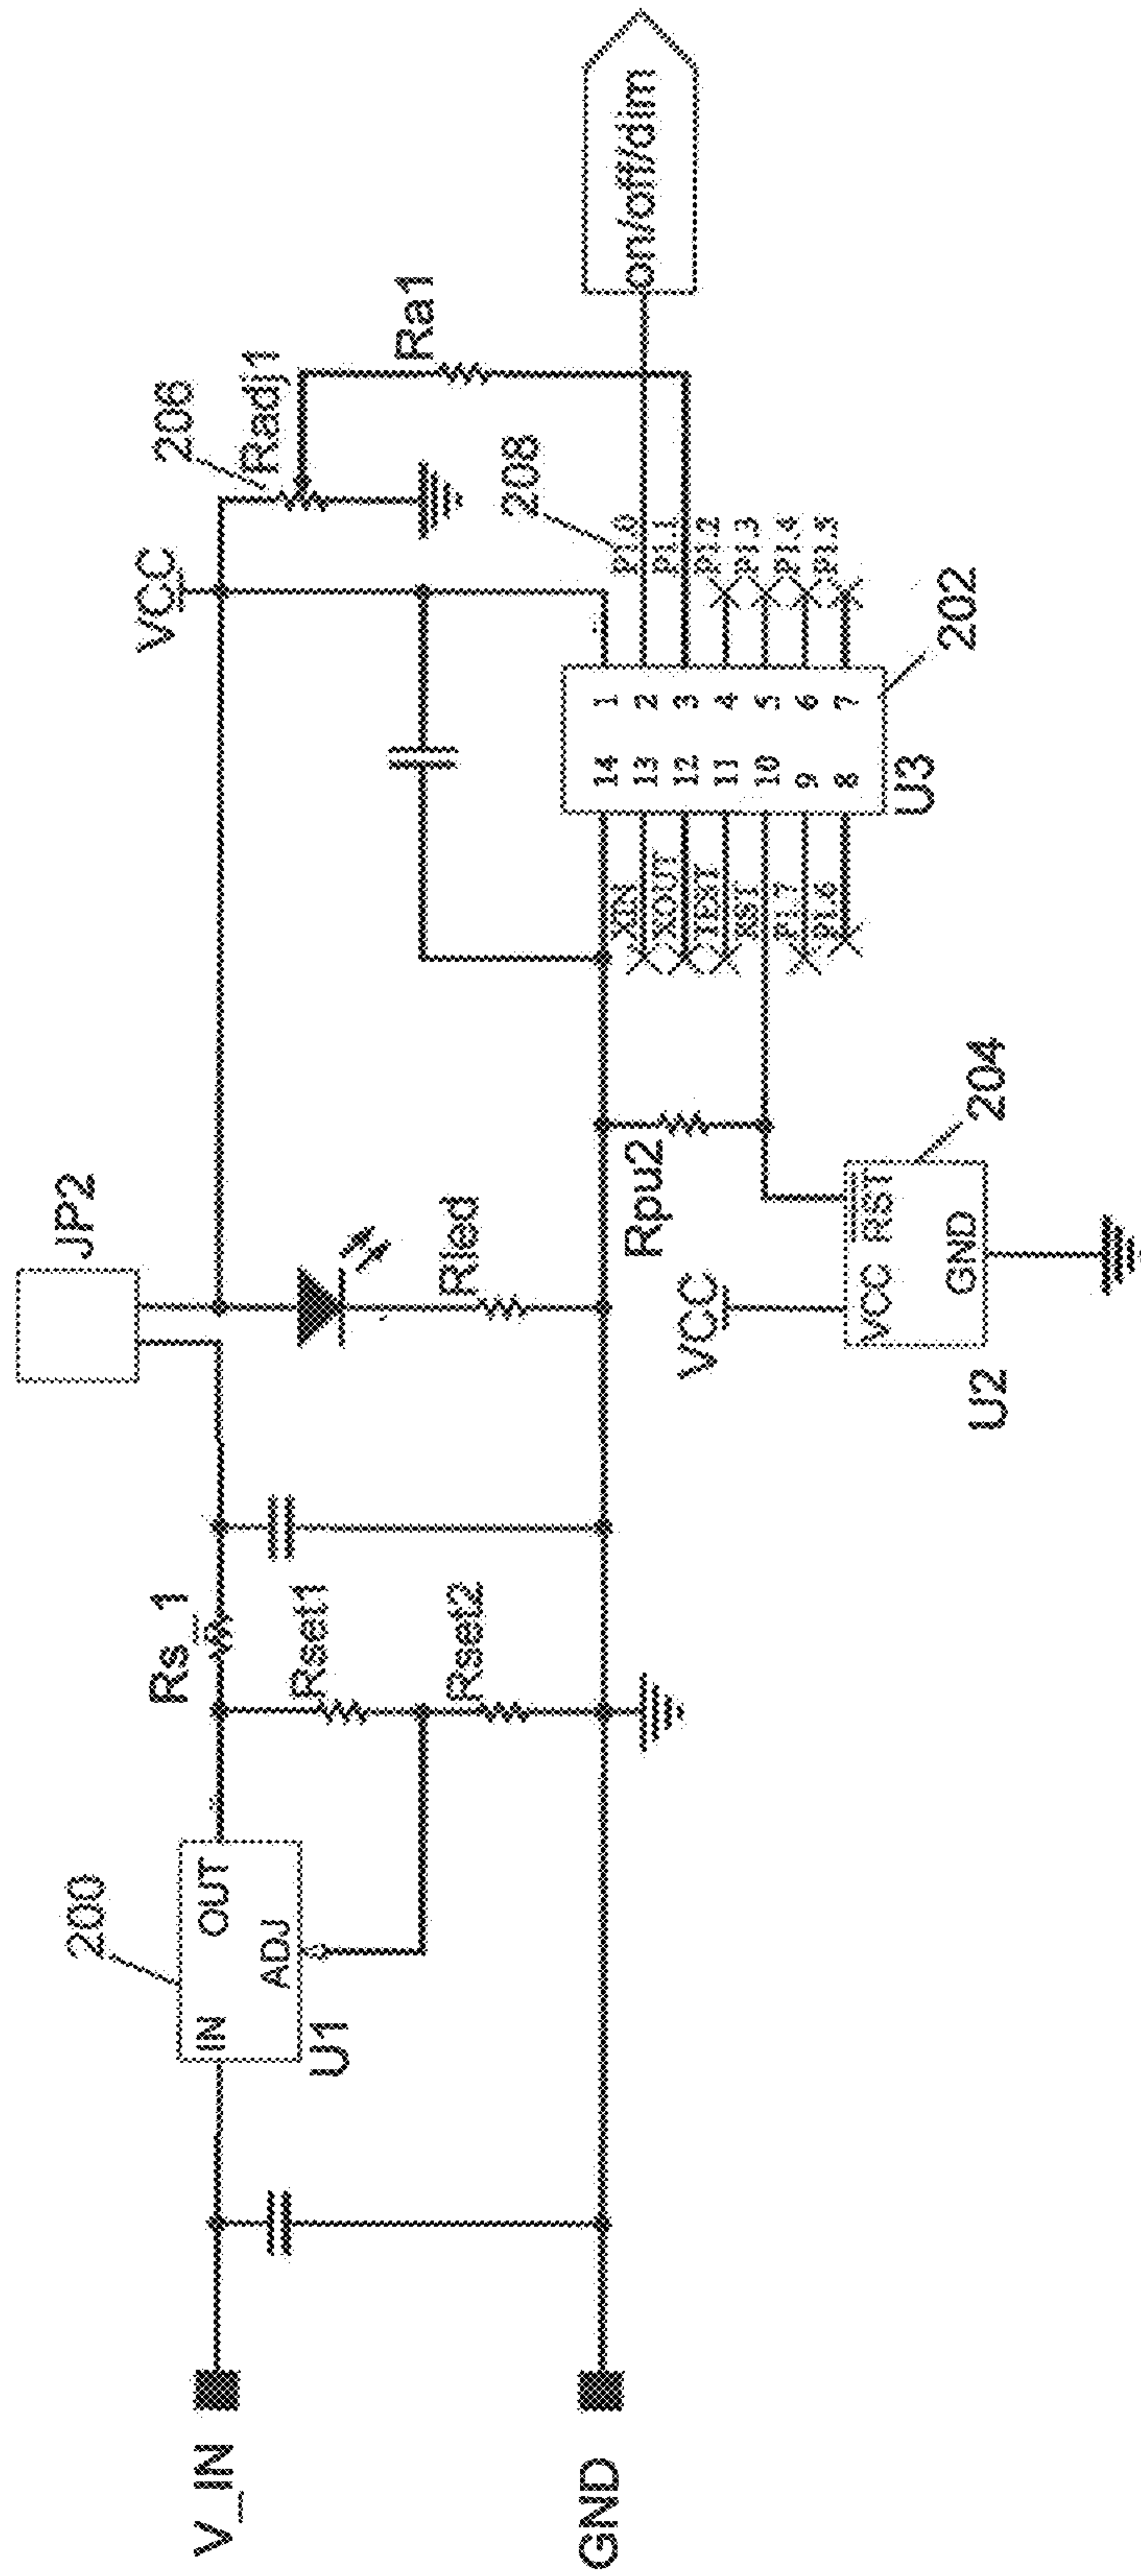 V_IN
GND
200
IN
OUT
ADJ
U1
Rs_1
Rset1
Rset2
JP2
Rled
VCC
VCC
RST
GND
U2
204
Rpu2
XIN
XOUT
TEXT
RST
P1.7
P1.6
14
13
12
11
10
9
8
1
2
3
4
5
6
7
U3
202
P1.0
P1.1
P1.2
P1.3
P1.4
P1.5
208
VCC
206
Radj1
Ra1
on/off/dim